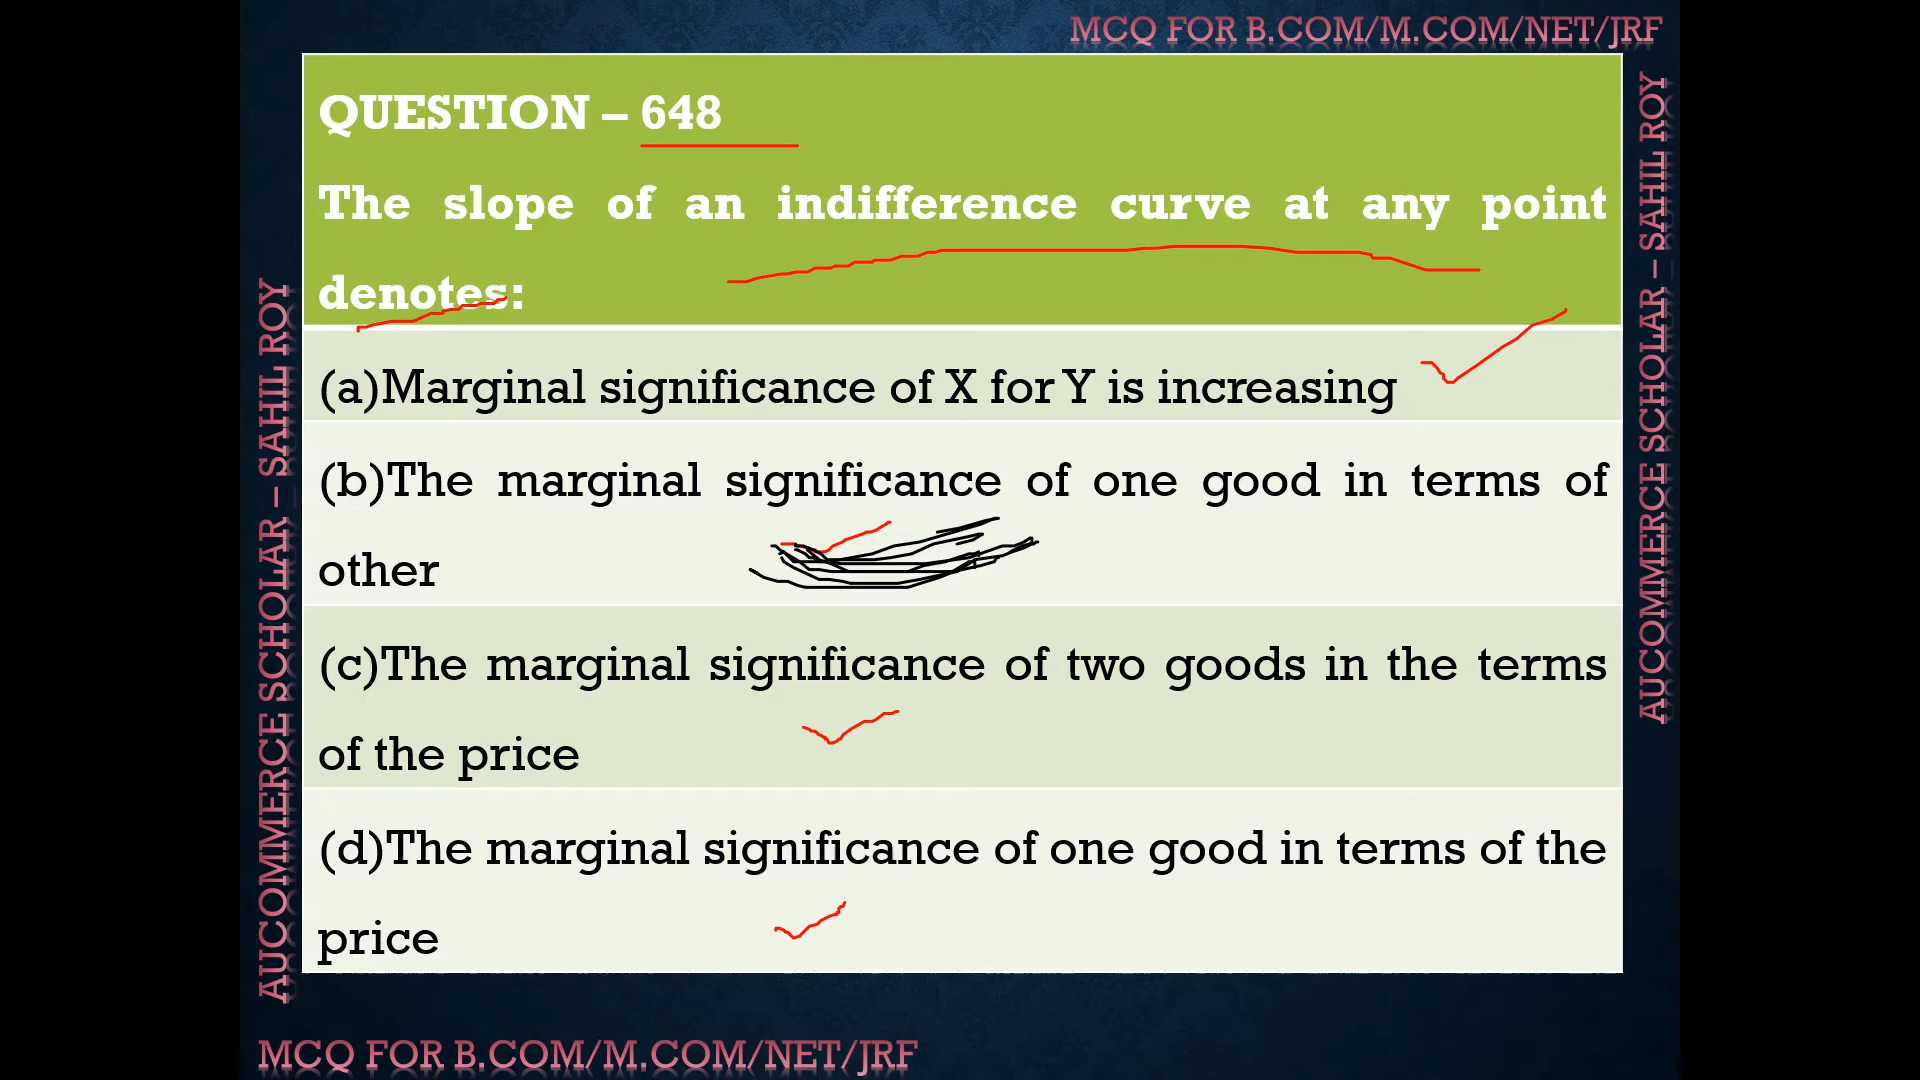 MCQ FOR B.COM/M.COM/NET/JRF
QUESTION – 648
The slope of an indifference curve at any point
denotes:
(a)Marginal significance of X for Y is increasing
(b)The marginal significance of one good in terms of
other
(c)The marginal significance of two goods in the terms
of the price
(d)The marginal significance of one good in terms of the
price
AUCOMMERCE SCHOLAR – SAHIL ROY
AUCOMMERCE SCHOLAR – SAHIL ROY
MCQ FOR B.COM/M.COM/NET/JRF